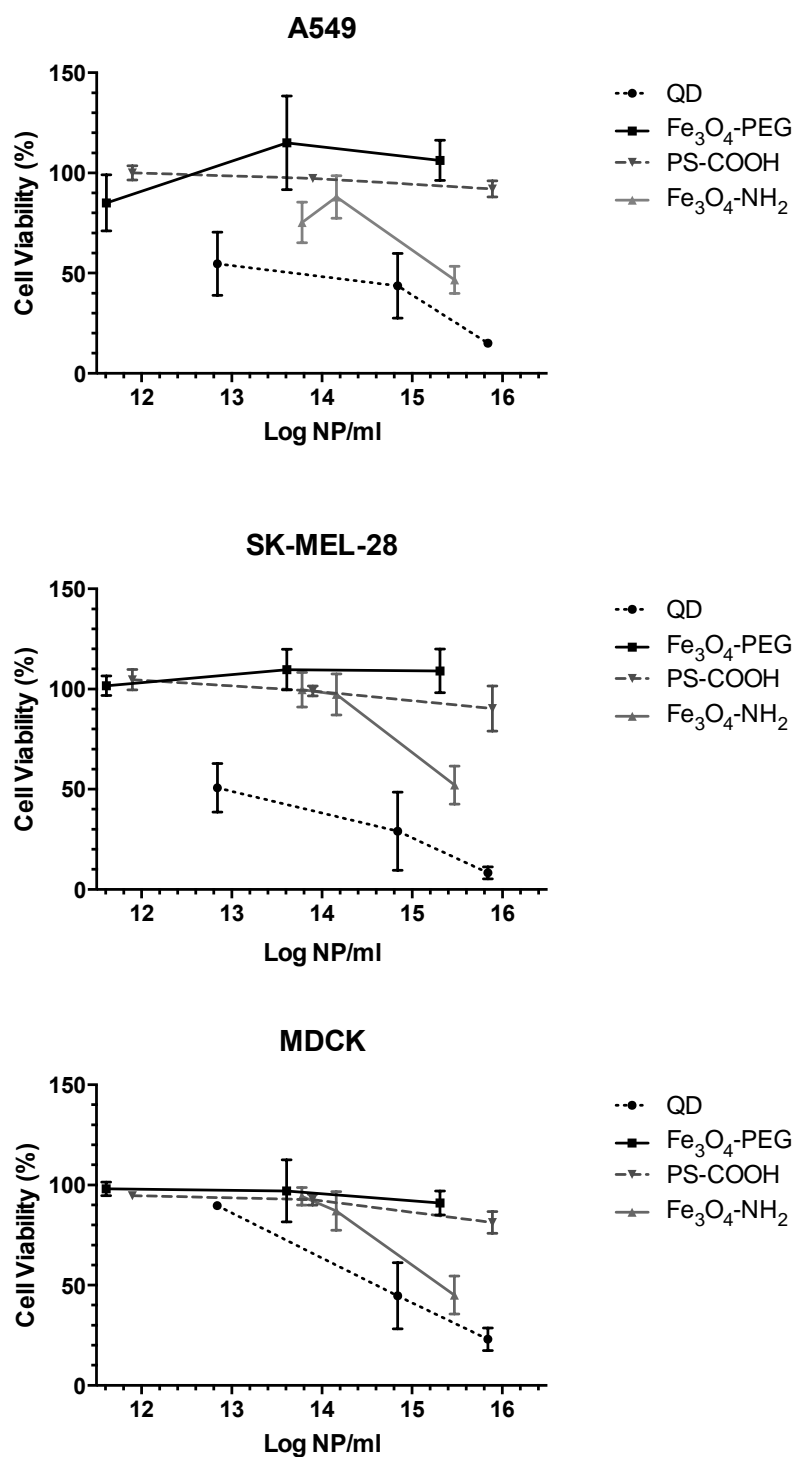 A549
150
100
50
0
Cell Viability (%)
12 13 14 15 16
Log NP/ml
QD
Fe3O4-PEG
PS-COOH
Fe3O4-NH2
SK-MEL-28
150
100
50
0
Cell Viability (%)
12 13 14 15 16
Log NP/ml
QD
Fe3O4-PEG
PS-COOH
Fe3O4-NH2
MDCK
150
100
50
0
Cell Viability (%)
12 13 14 15 16
Log NP/ml
QD
Fe3O4-PEG
PS-COOH
Fe3O4-NH2